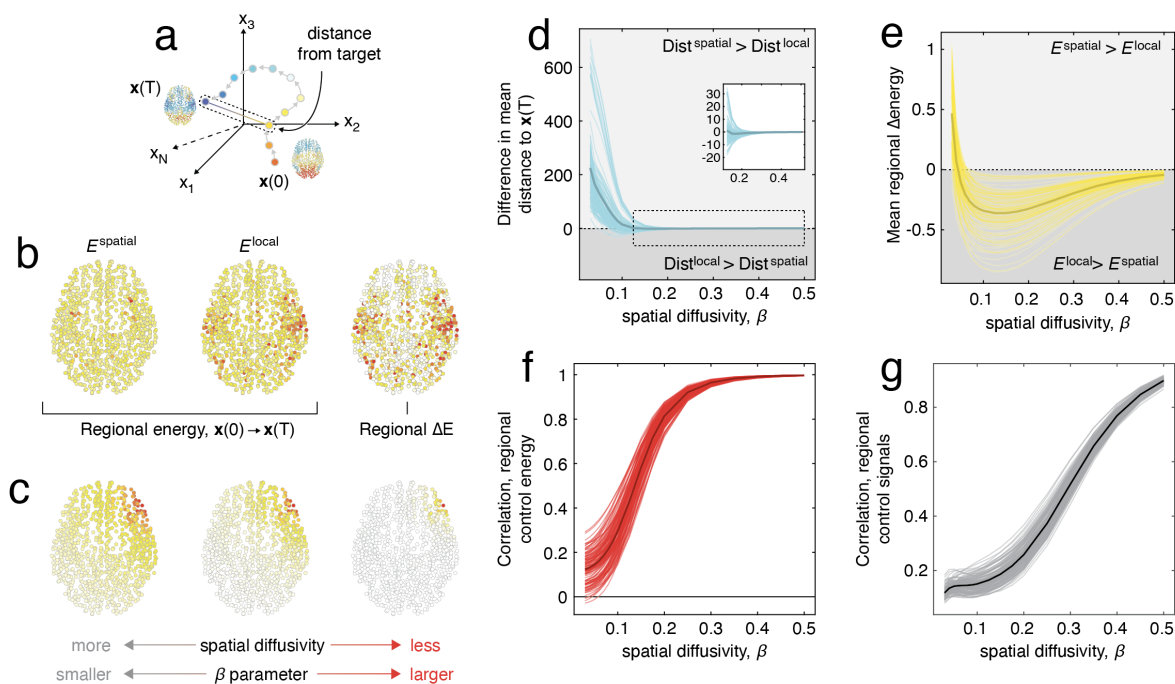 a
x₃
distance
from target
x(T)
x₂
x_N
x₁
x(0)
b
E^spatial
E^local
Regional energy, x(0) → x(T)
Regional ΔE
c
more
spatial diffusivity
less
smaller
β parameter
larger
d
Dist^spatial > Dist^local
Difference in mean
distance to x(T)
600
400
200
0
30
20
10
0
-10
-20
0.2
0.4
Dist^local > Dist^spatial
0.1
0.2
0.3
0.4
0.5
spatial diffusivity, β
e
E^spatial > E^local
Mean regional Δenergy
1
0.5
0
-0.5
E^local > E^spatial
0.1
0.2
0.3
0.4
0.5
spatial diffusivity, β
f
Correlation, regional
control energy
1
0.8
0.6
0.4
0.2
0
0.1
0.2
0.3
0.4
0.5
spatial diffusivity, β
g
Correlation, regional
control signals
0.8
0.6
0.4
0.2
0.1
0.2
0.3
0.4
0.5
spatial diffusivity, β